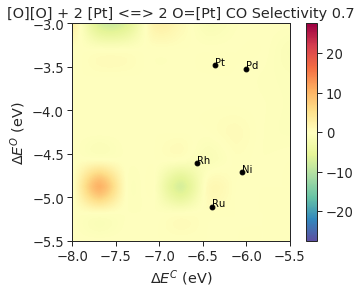 [O][O] + 2 [Pt] <=> 2 O=[Pt] CO Selectivity 0.7
−3.0
−3.5
−4.0
−4.5
−5.0
−5.5
ΔE^O (eV)
Pt
Pd
Rh
Ni
Ru
−8.0 −7.5 −7.0 −6.5 −6.0 −5.5
ΔE^C (eV)
20
10
0
−10
−20